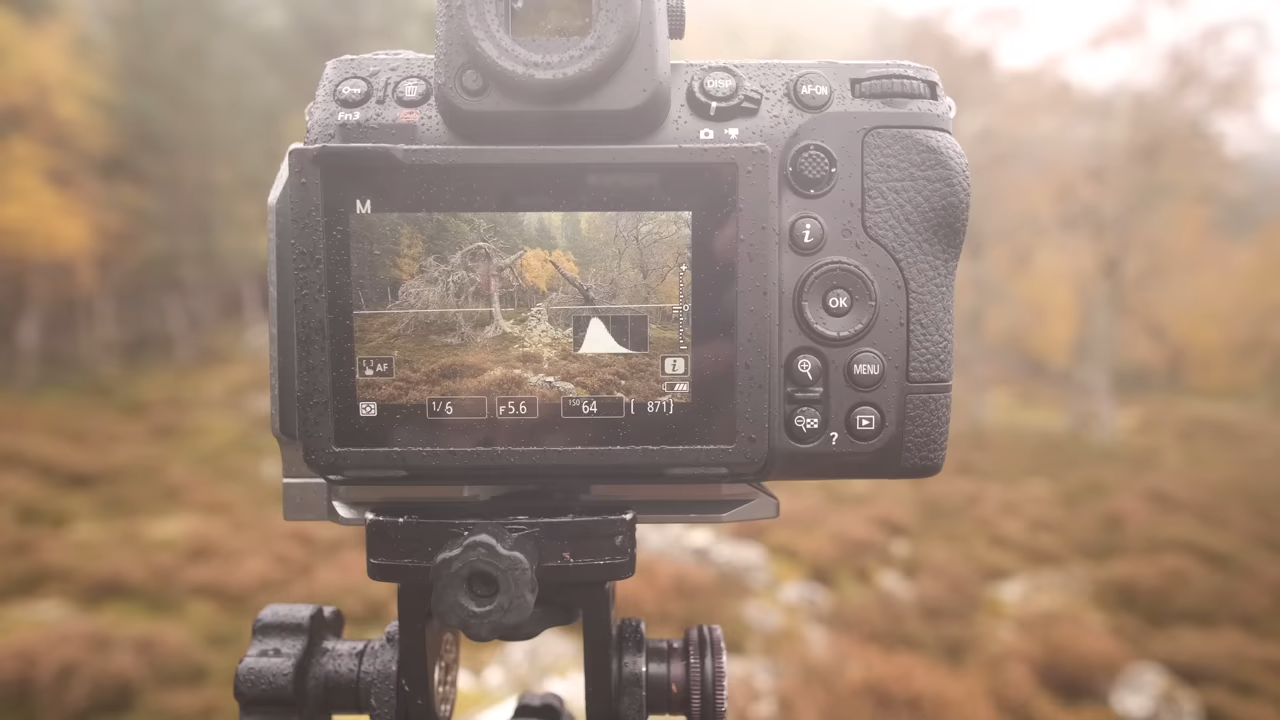 DISP
AF-ON
Fn3
M
i
OK
AF
i
MENU
1/6
F5.6
ISO 64
[ 871]
?